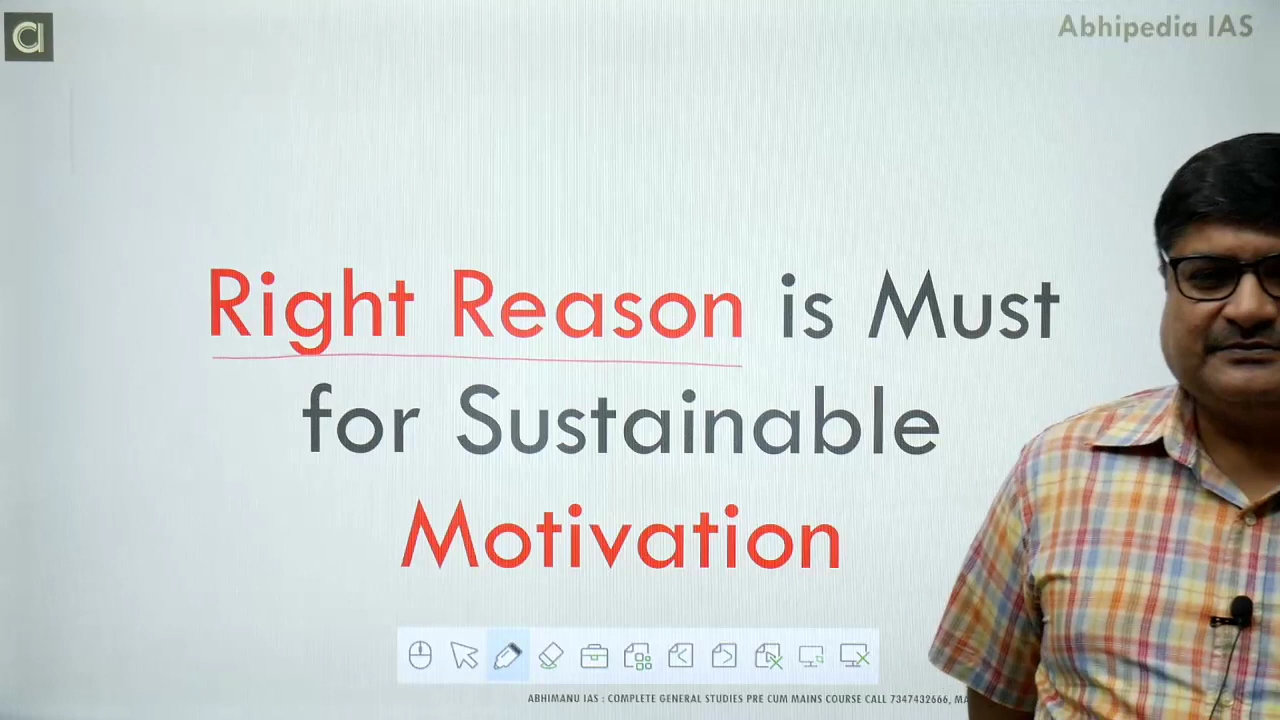 Abhipedia IAS
Right Reason is Must
for Sustainable
Motivation
ABHIMANU IAS : COMPLETE GENERAL STUDIES PRE CUM MAINS COURSE CALL 7347432666,